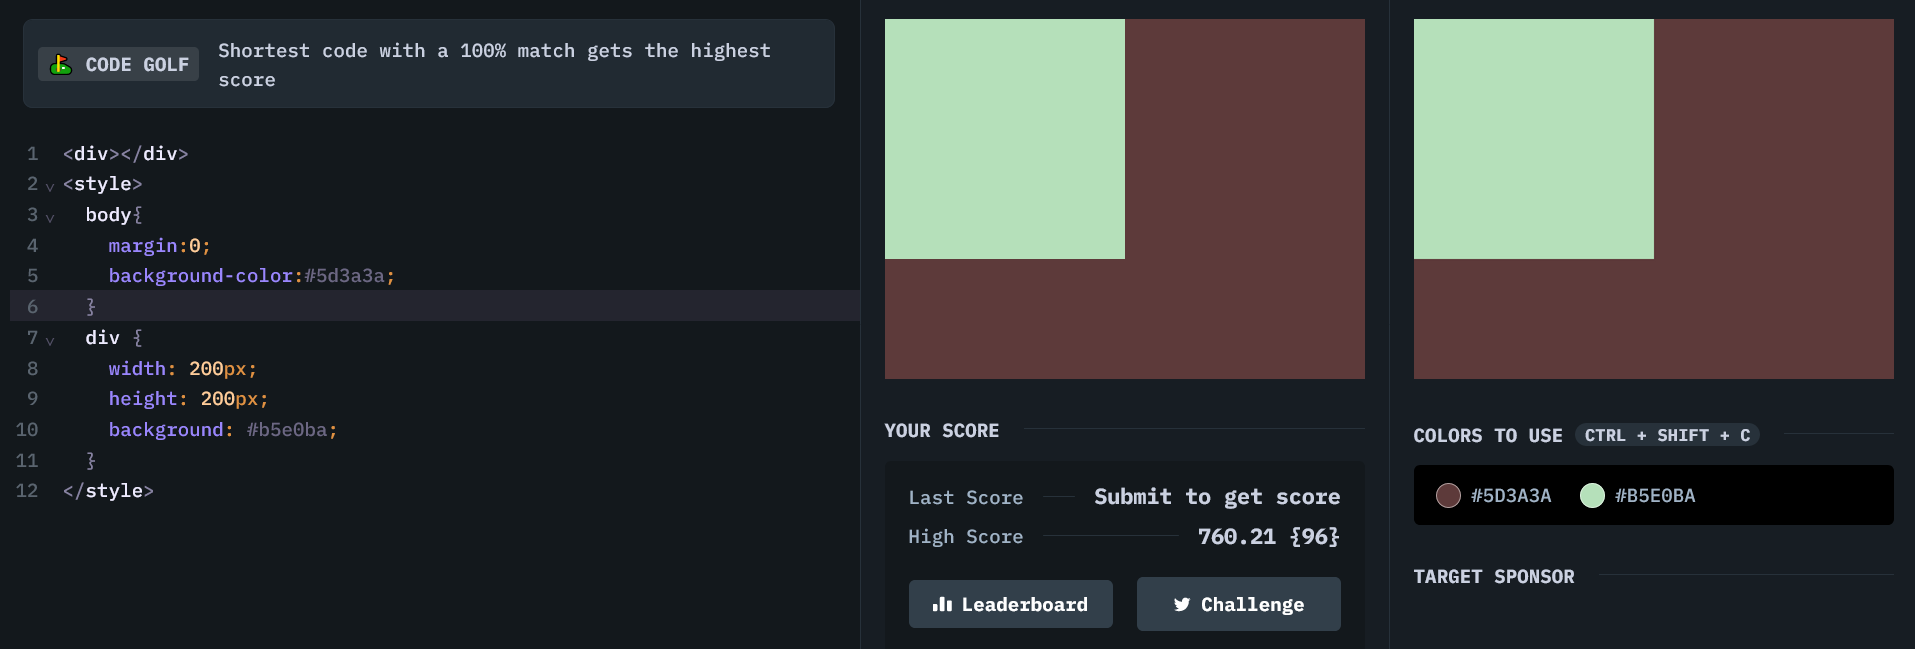 CODE GOLF
Shortest code with a 100% match gets the highest
score
1 <div></div>
2 <style>
3 body{
4 margin:0;
5 background-color:#5d3a3a;
6 }
7 div {
8 width: 200px;
9 height: 200px;
10 background: #b5e0ba;
11 }
12 </style>
YOUR SCORE
Last Score Submit to get score
High Score 760.21 {96}
Leaderboard Challenge
COLORS TO USE CTRL + SHIFT + C
#5D3A3A #B5E0BA
TARGET SPONSOR